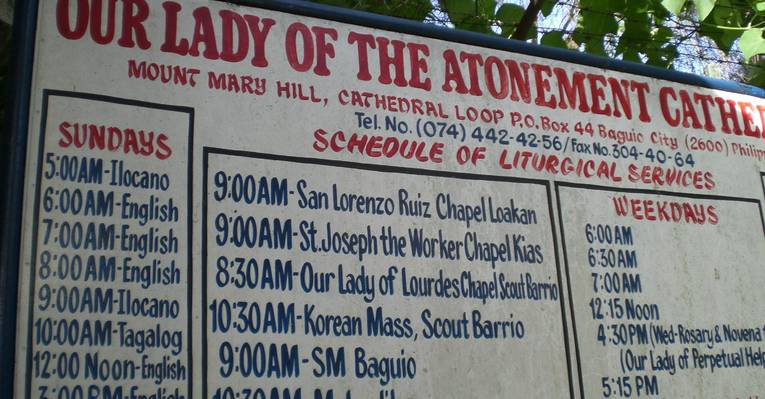 OUR LADY OF THE ATONEMENT
MOUNT MARY HILL, CATHEDRAL LOOP P.O. Box 44 Baguio City (2600)
Tel. No. (074) 442-42-56/Fax No. 304-40-64
SCHEDULE OF LITURGICAL SERVICES
SUNDAYS
5:00AM-Ilocano
6:00AM-English
7:00AM-English
8:00AM-English
9:00AM-Ilocano
10:00AM-Tagalog
12:00 Noon-English
9:00AM-San Lorenzo Ruiz Chapel Loakan
9:00AM-St. Joseph the Worker Chapel Kias
8:30AM-Our Lady of Lourdes Chapel Scout Barrio
10:30AM-Korean Mass, Scout Barrio
9:00AM-SM Baguio
WEEKDAYS
6:00AM
6:30AM
7:00AM
12:15 Noon
4:30PM (Wed-Rosary & Novena
(Our Lady of Perpetual Help
5:15 PM